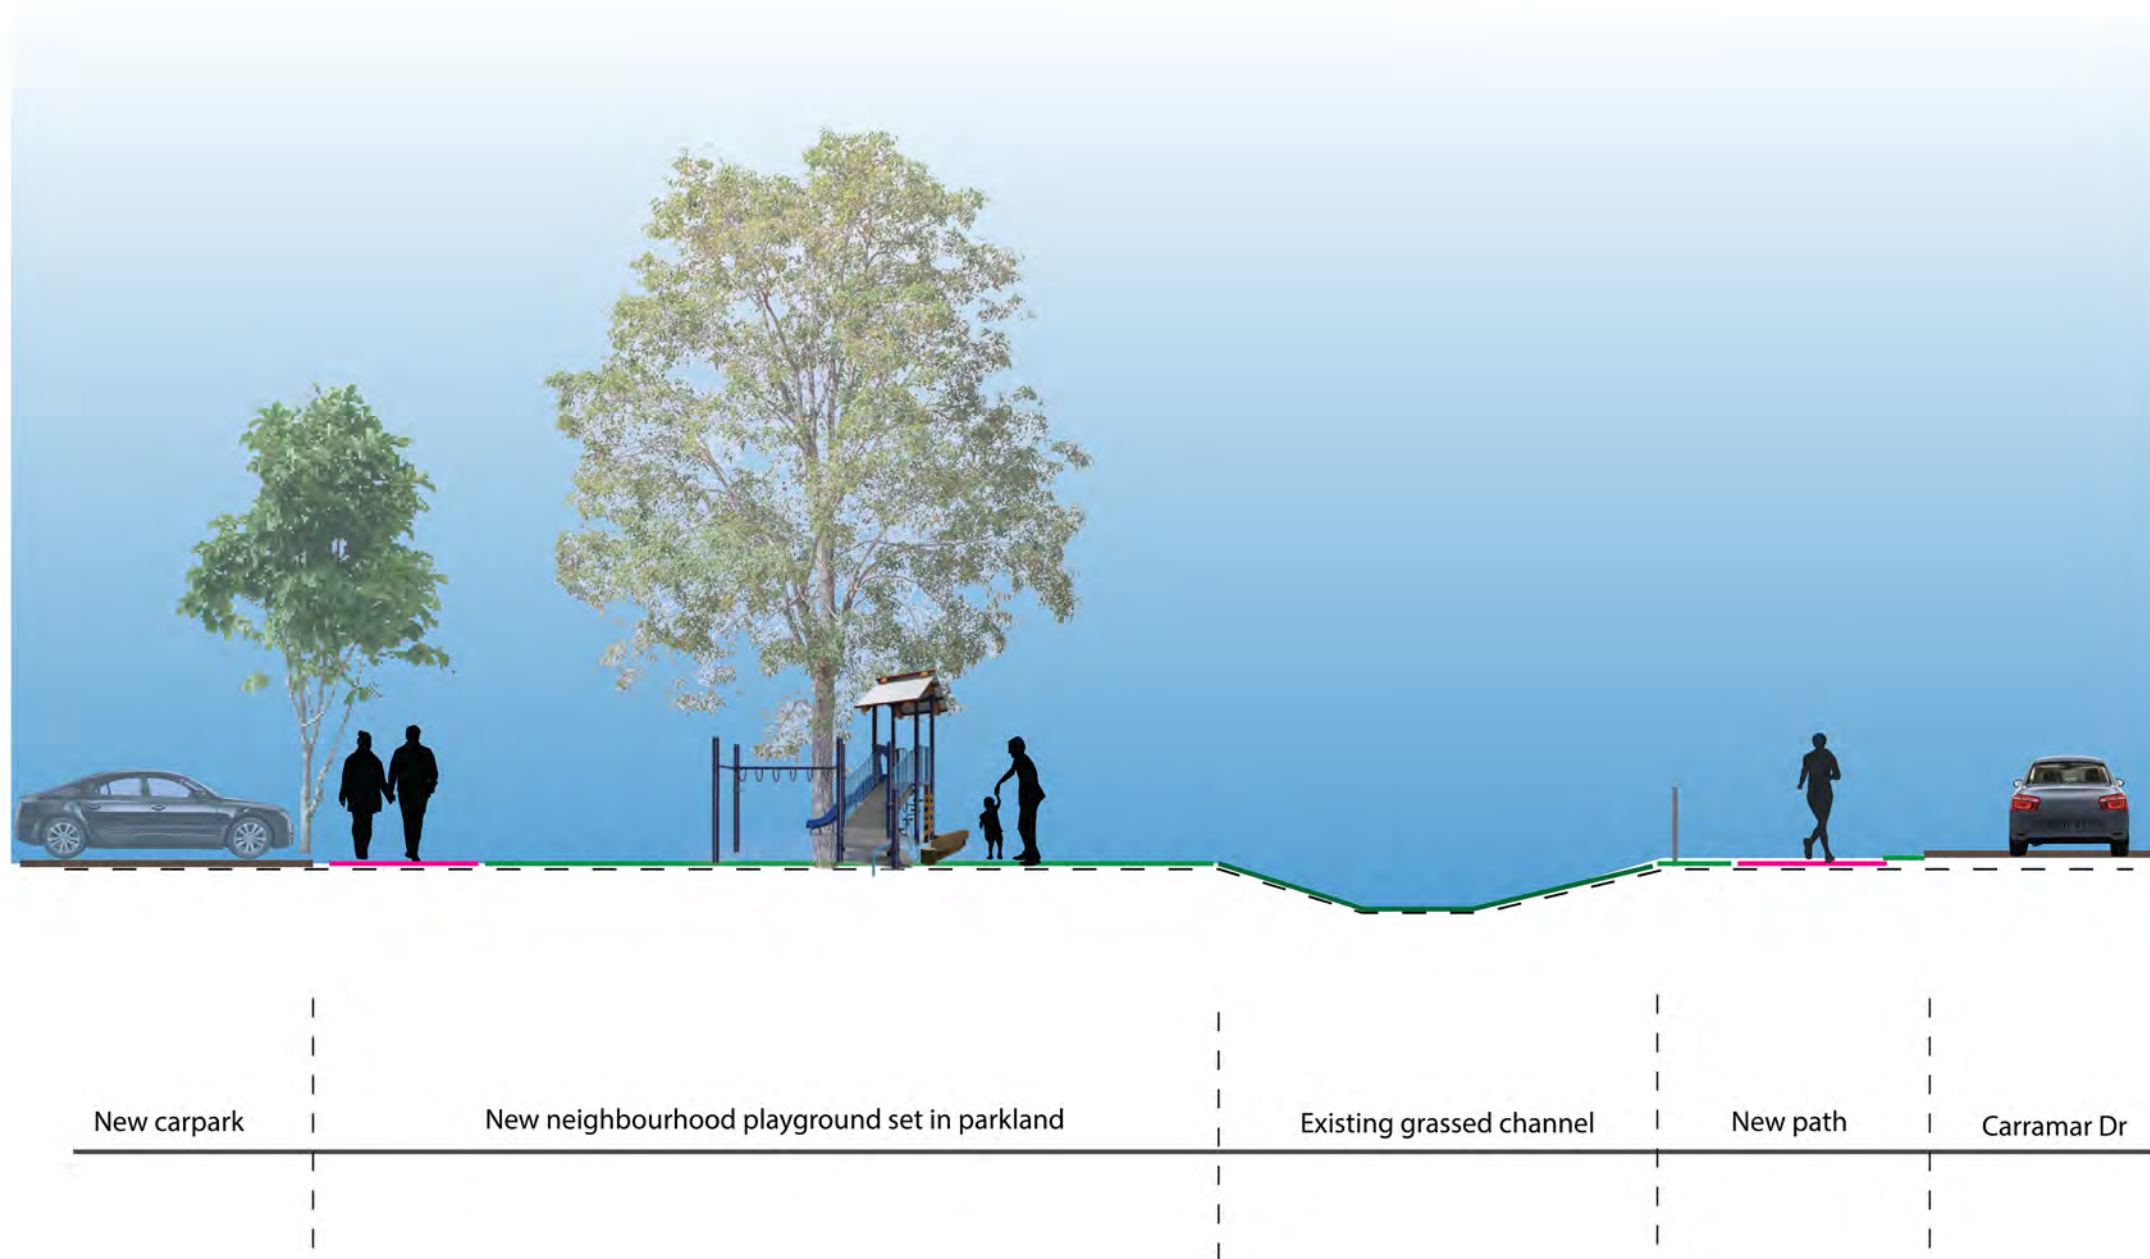 New carpark
New neighbourhood playground set in parkland
Existing grassed channel
New path
Carramar Dr